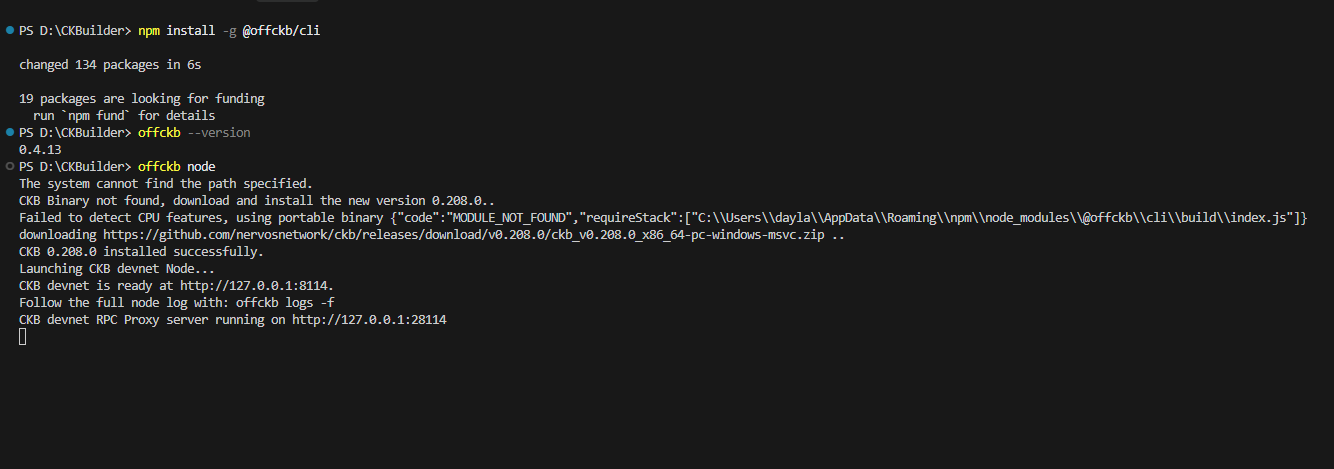 PS D:\CKBuilder> npm install -g @offckb/cli
changed 134 packages in 6s
19 packages are looking for funding
  run `npm fund` for details
PS D:\CKBuilder> offckb --version
0.4.13
PS D:\CKBuilder> offckb node
The system cannot find the path specified.
CKB Binary not found, download and install the new version 0.208.0..
Failed to detect CPU features, using portable binary {"code":"MODULE_NOT_FOUND","requireStack":["C:\\Users\\dayla\\AppData\\Roaming\\npm\\node_modules\\@offckb\\cli\\build\\index.js"]}
downloading https://github.com/nervosnetwork/ckb/releases/download/v0.208.0/ckb_v0.208.0_x86_64-pc-windows-msvc.zip ..
CKB 0.208.0 installed successfully.
Launching CKB devnet Node...
CKB devnet is ready at http://127.0.0.1:8114.
Follow the full node log with: offckb logs -f
CKB devnet RPC Proxy server running on http://127.0.0.1:28114